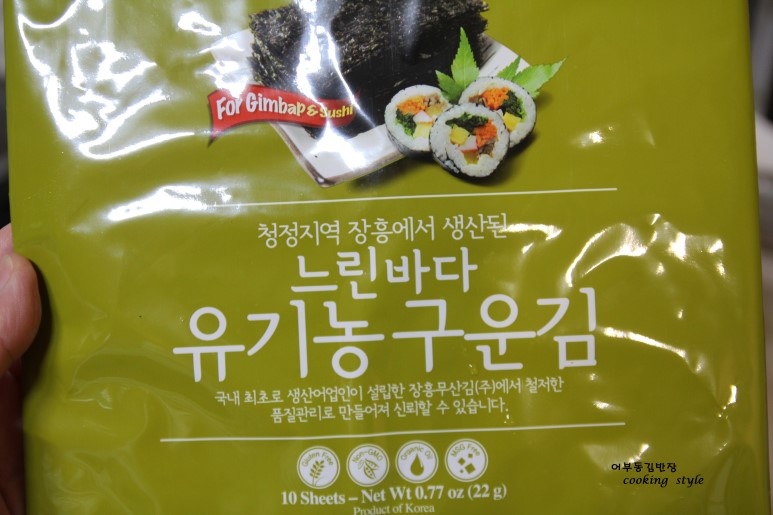 For Gimbap & Sushi
청정지역 장흥에서 생산된
느린바다
유기농구운김
국내 최초로 생산어업인이 설립한 장흥무산김(주)에서 철저한
품질관리로 만들어져 신뢰할 수 있습니다.
Gluten Free
Non-GMO
Organic Oil
MSG Free
10 Sheets – Net Wt 0.77 oz (22 g)
Product of Korea
어부동김반장
cooking style